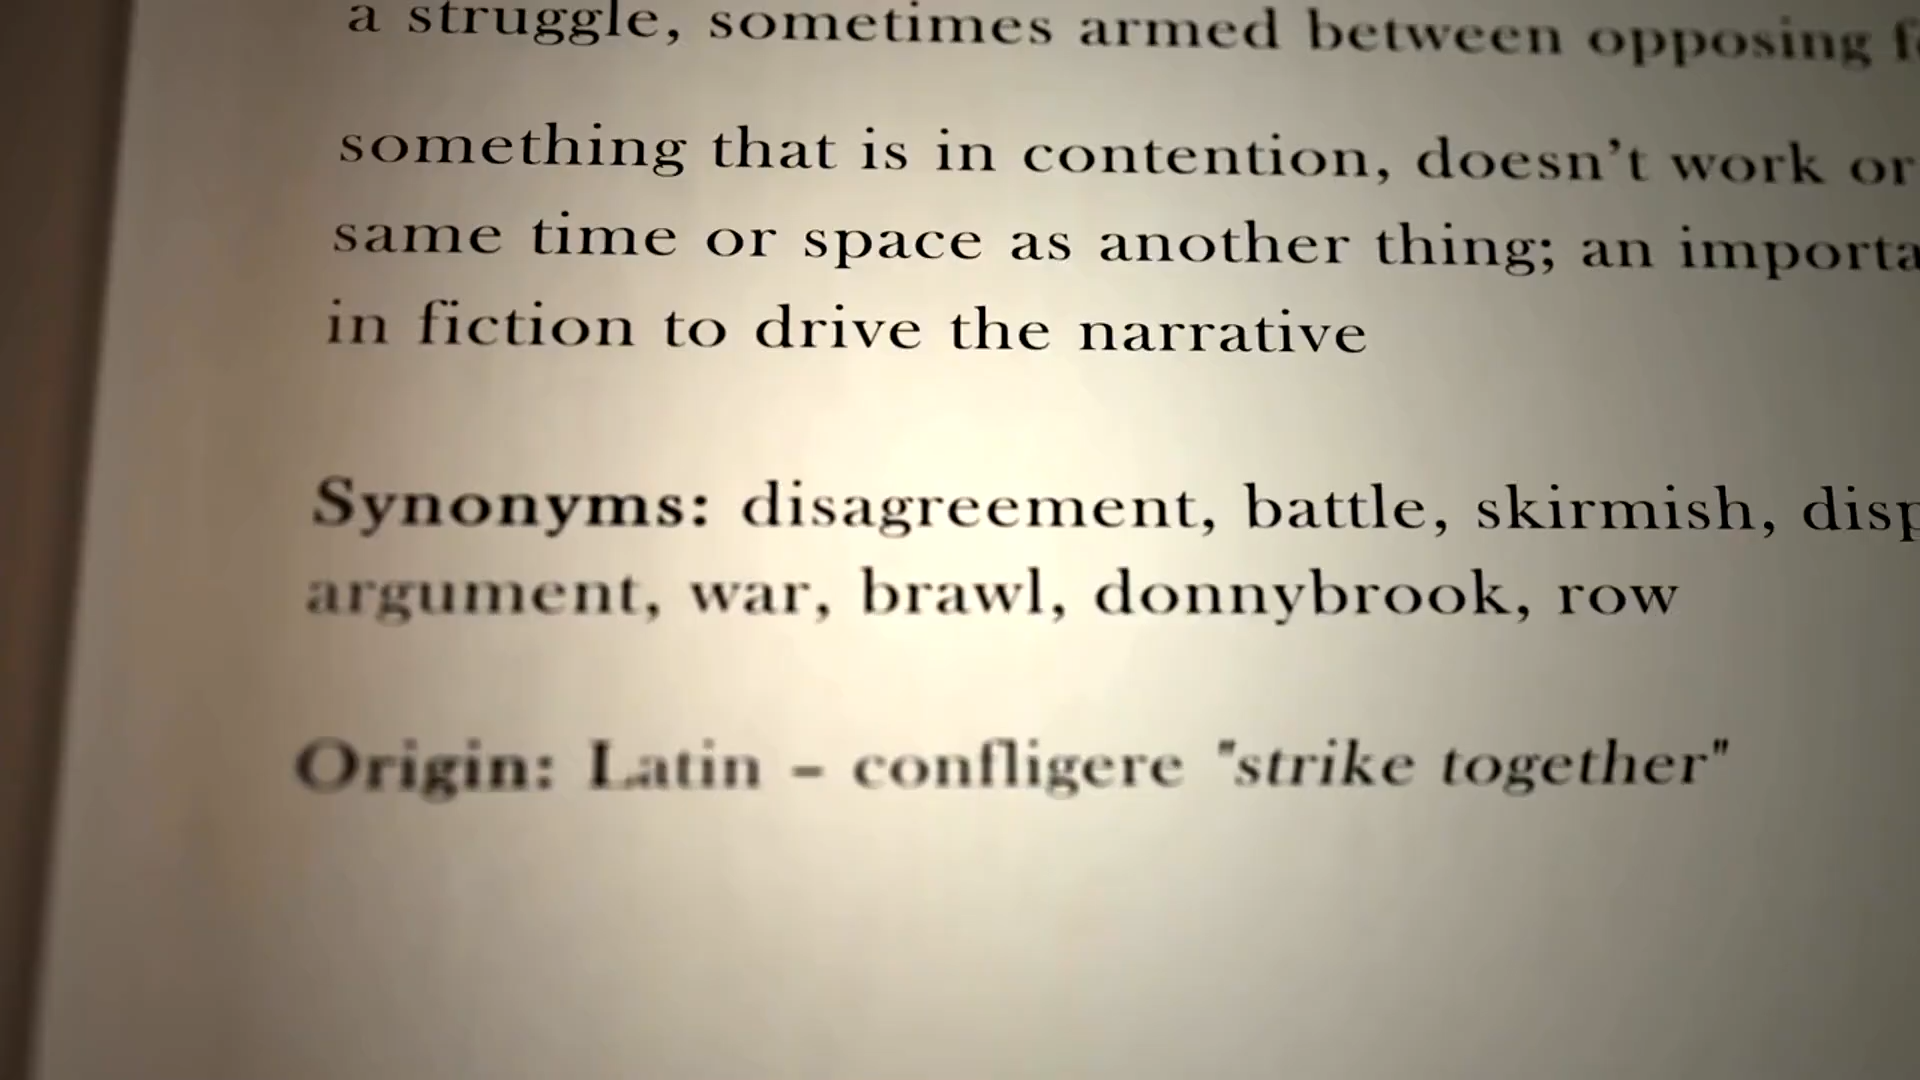 a struggle, sometimes armed between opposing
something that is in contention, doesn't work or
same time or space as another thing; an
in fiction to drive the narrative
Synonyms: disagreement, battle, skirmish,
argument, war, brawl, donnybrook, row
Origin: Latin – confligere "strike together"